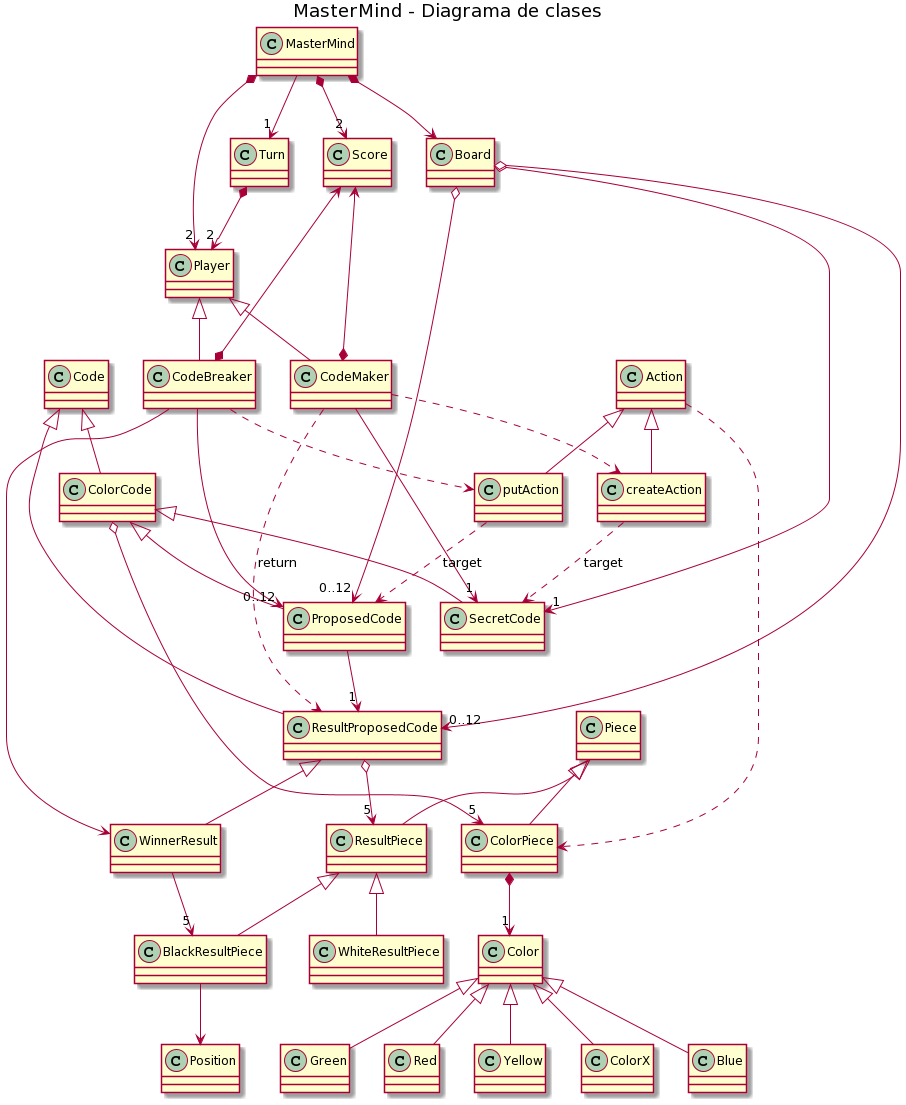 MasterMind - Diagrama de clases
C MasterMind
1
2
C Turn
C Score
C Board
2
2
C Player
C Code
C CodeBreaker
C CodeMaker
C Action
C ColorCode
C putAction
C createAction
return
target
target
0..12
0..12
1
1
C ProposedCode
C SecretCode
1
0..12
C ResultProposedCode
C Piece
5
5
C WinnerResult
C ResultPiece
C ColorPiece
5
1
C BlackResultPiece
C WhiteResultPiece
C Color
C Position
C Green
C Red
C Yellow
C ColorX
C Blue